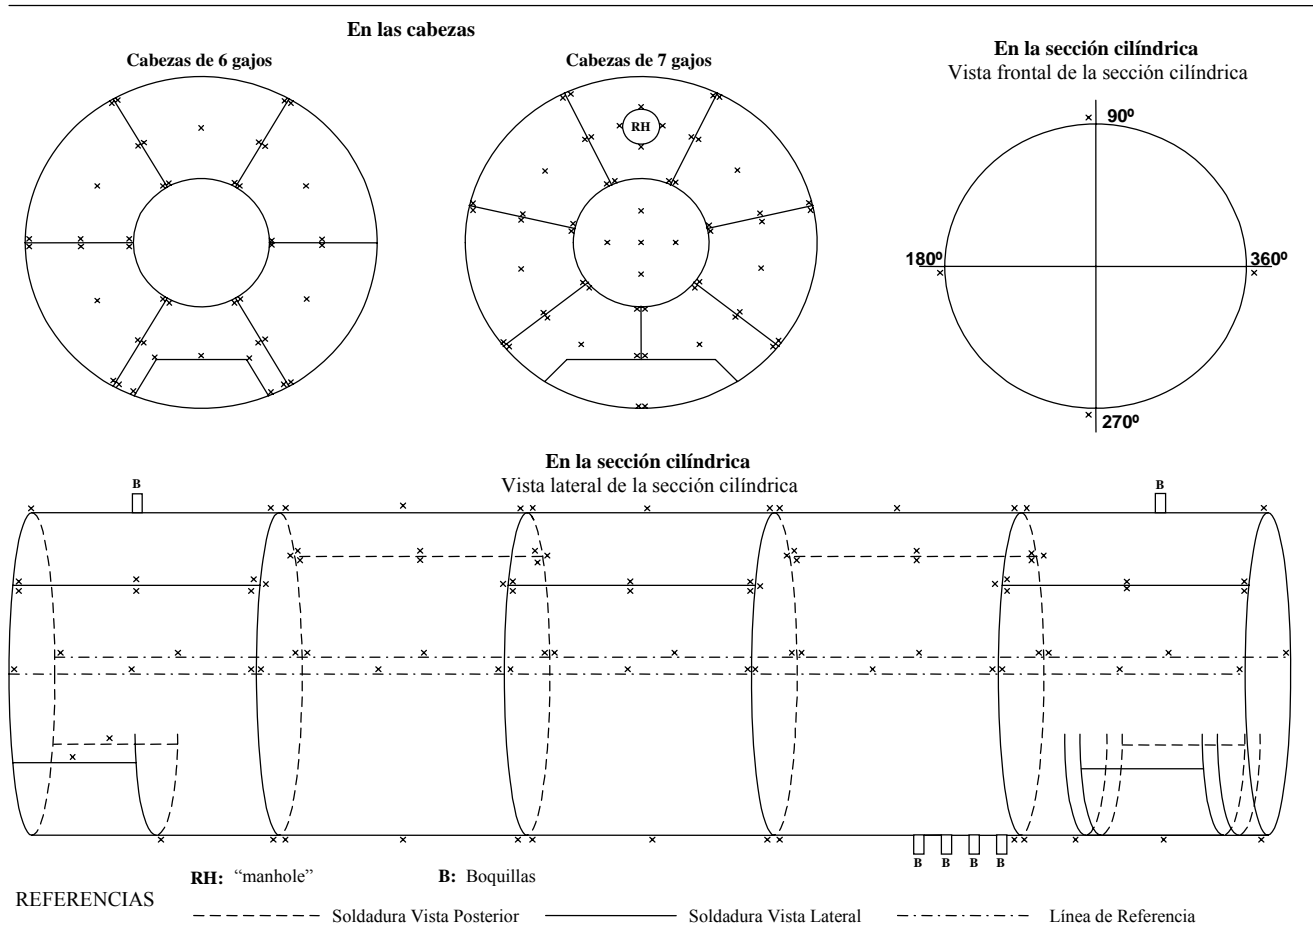 En las cabezas
Cabezas de 6 gajos
Cabezas de 7 gajos
RH
En la sección cilíndrica
Vista frontal de la sección cilíndrica
90º
180º
360º
270º
En la sección cilíndrica
Vista lateral de la sección cilíndrica
B
B
B
B
B
B
RH: “manhole”
B: Boquillas
REFERENCIAS
Soldadura Vista Posterior
Soldadura Vista Lateral
Línea de Referencia